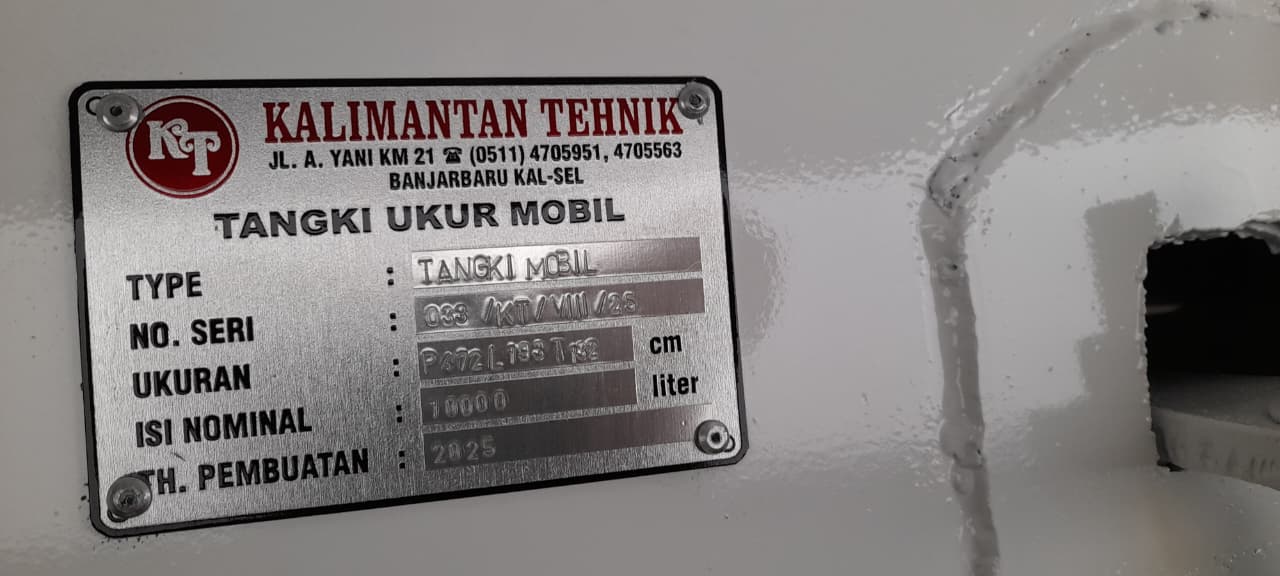 KT KALIMANTAN TEHNIK
JL. A. YANI KM 21 ☎ (0511) 4705951, 4705563
BANJARBARU KAL-SEL
TANGKI UKUR MOBIL
TYPE : TANGKI MOBIL
NO. SERI : 033 /KT/VIII/25
UKURAN : cm
ISI NOMINAL : 10000 liter
TH. PEMBUATAN : 2025